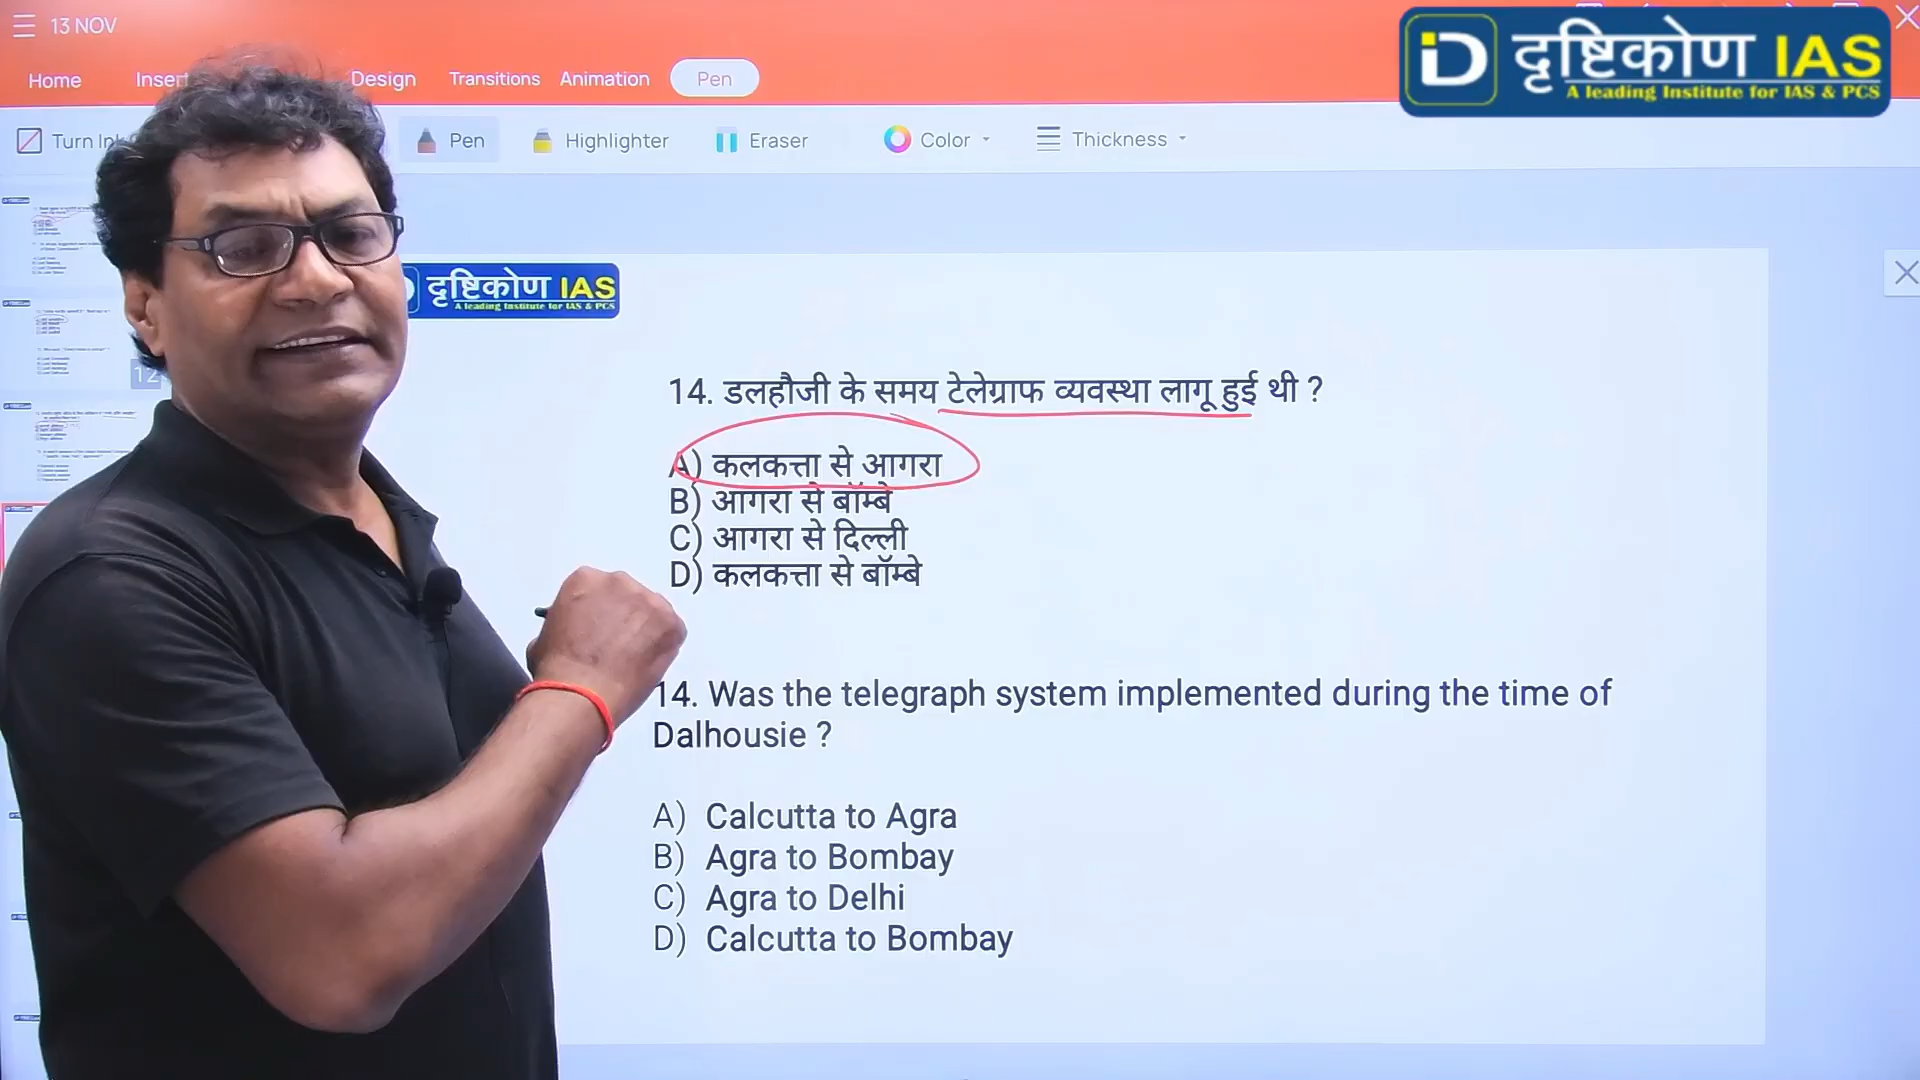 13 NOV
Home Insert Design Transitions Animation Pen
Pen Highlighter Eraser Color Thickness
दृष्टिकोण IAS
A leading Institute for IAS & PCS
दृष्टिकोण IAS
A leading Institute for IAS & PCS
12
14. डलहौजी के समय टेलेग्राफ व्यवस्था लागू हुई थी ?
A) कलकत्ता से आगरा
B) आगरा से बॉम्बे
C) आगरा से दिल्ली
D) कलकत्ता से बॉम्बे
14. Was the telegraph system implemented during the time of
Dalhousie ?
A) Calcutta to Agra
B) Agra to Bombay
C) Agra to Delhi
D) Calcutta to Bombay